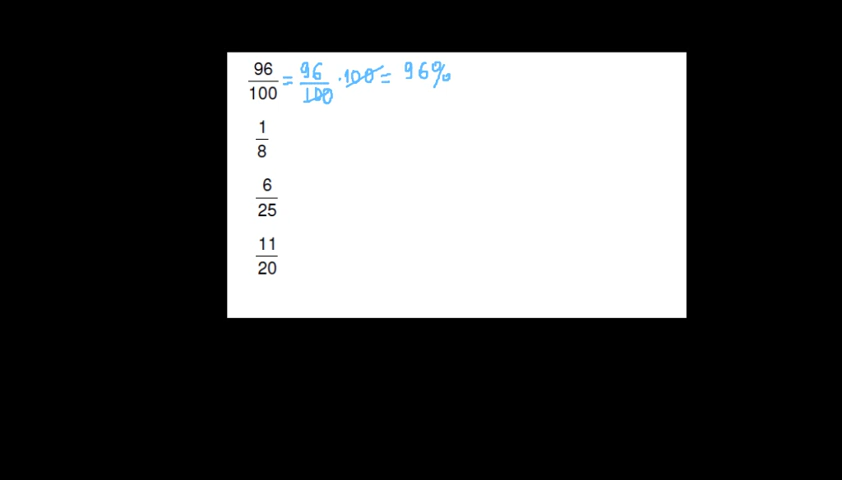 96/100 = 96/100 · 100 = 96%
1/8
6/25
11/20